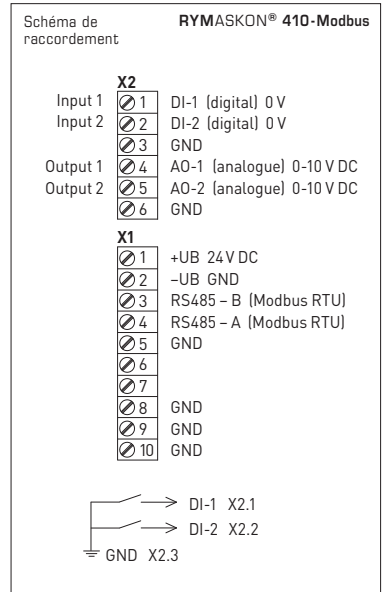 Schéma de raccordement
RYMASKON® 410-Modbus
X2
Input 1 1 DI-1 (digital) 0 V
Input 2 2 DI-2 (digital) 0 V
3 GND
Output 1 4 AO-1 (analogue) 0-10 V DC
Output 2 5 AO-2 (analogue) 0-10 V DC
6 GND
X1
1 +UB 24V DC
2 –UB GND
3 RS485 – B (Modbus RTU)
4 RS485 – A (Modbus RTU)
5 GND
6
7
8 GND
9 GND
10 GND
DI-1 X2.1
DI-2 X2.2
GND X2.3